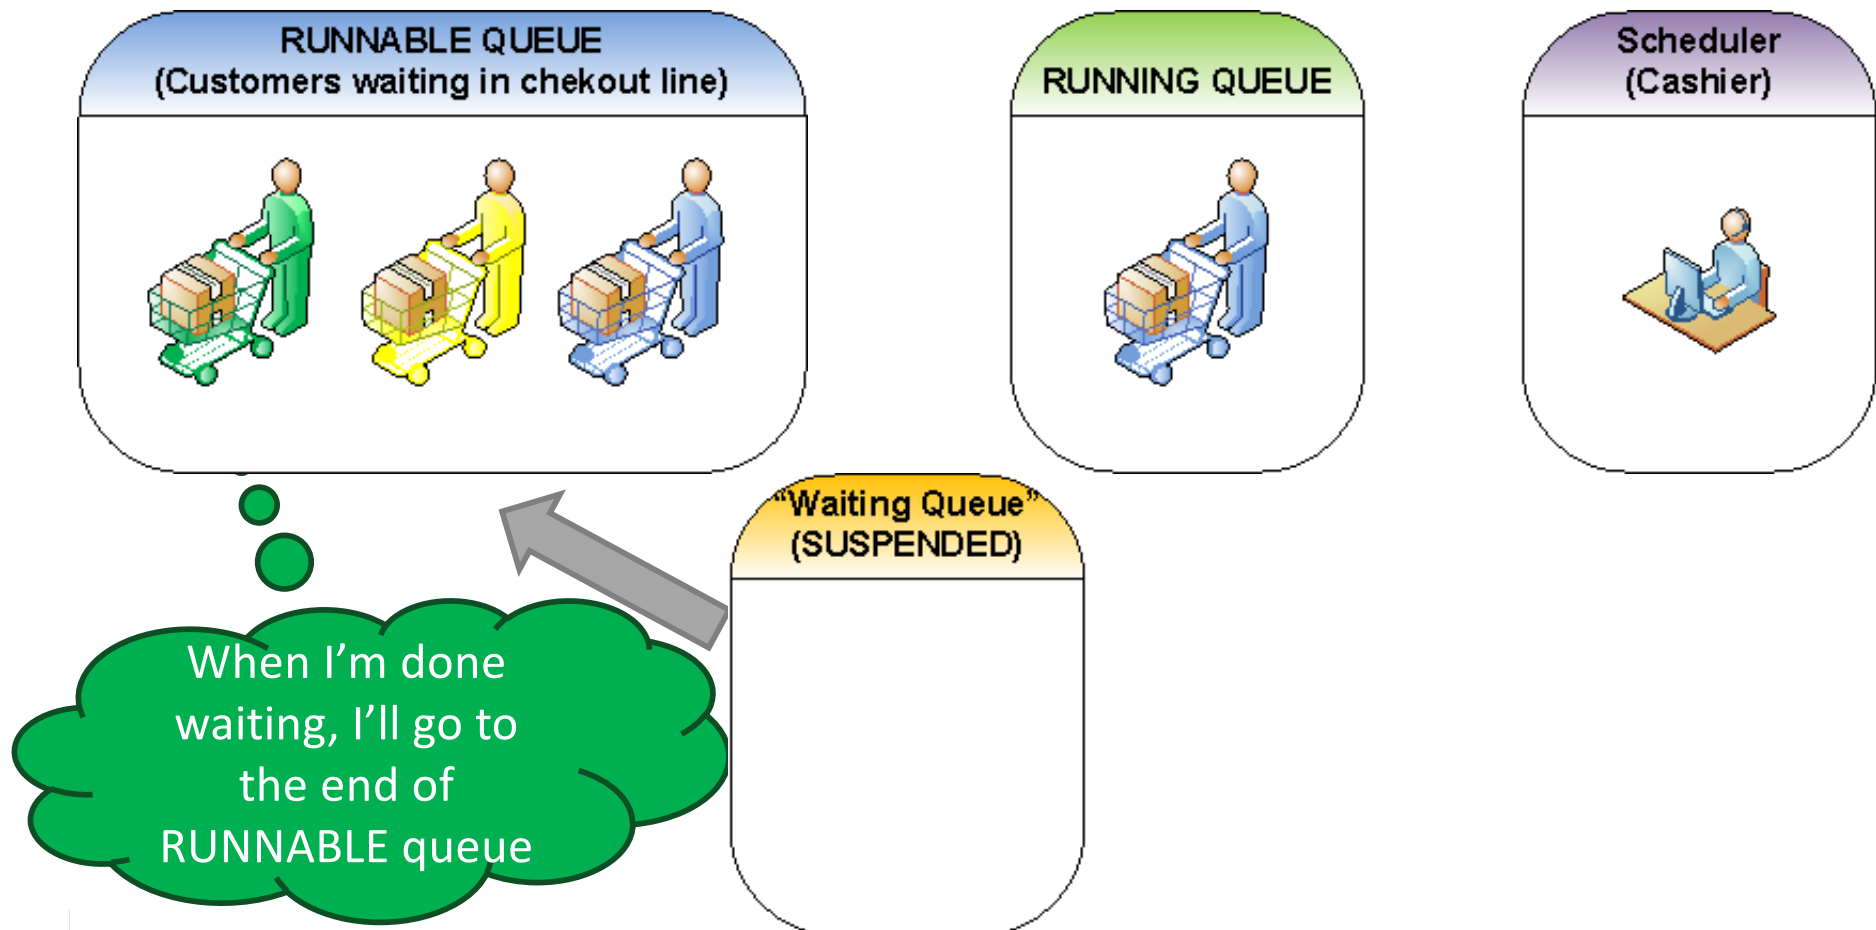 RUNNABLE QUEUE
(Customers waiting in chekout line)
RUNNING QUEUE
Scheduler
(Cashier)
“Waiting Queue”
(SUSPENDED)
When I’m done
waiting, I’ll go to
the end of
RUNNABLE queue